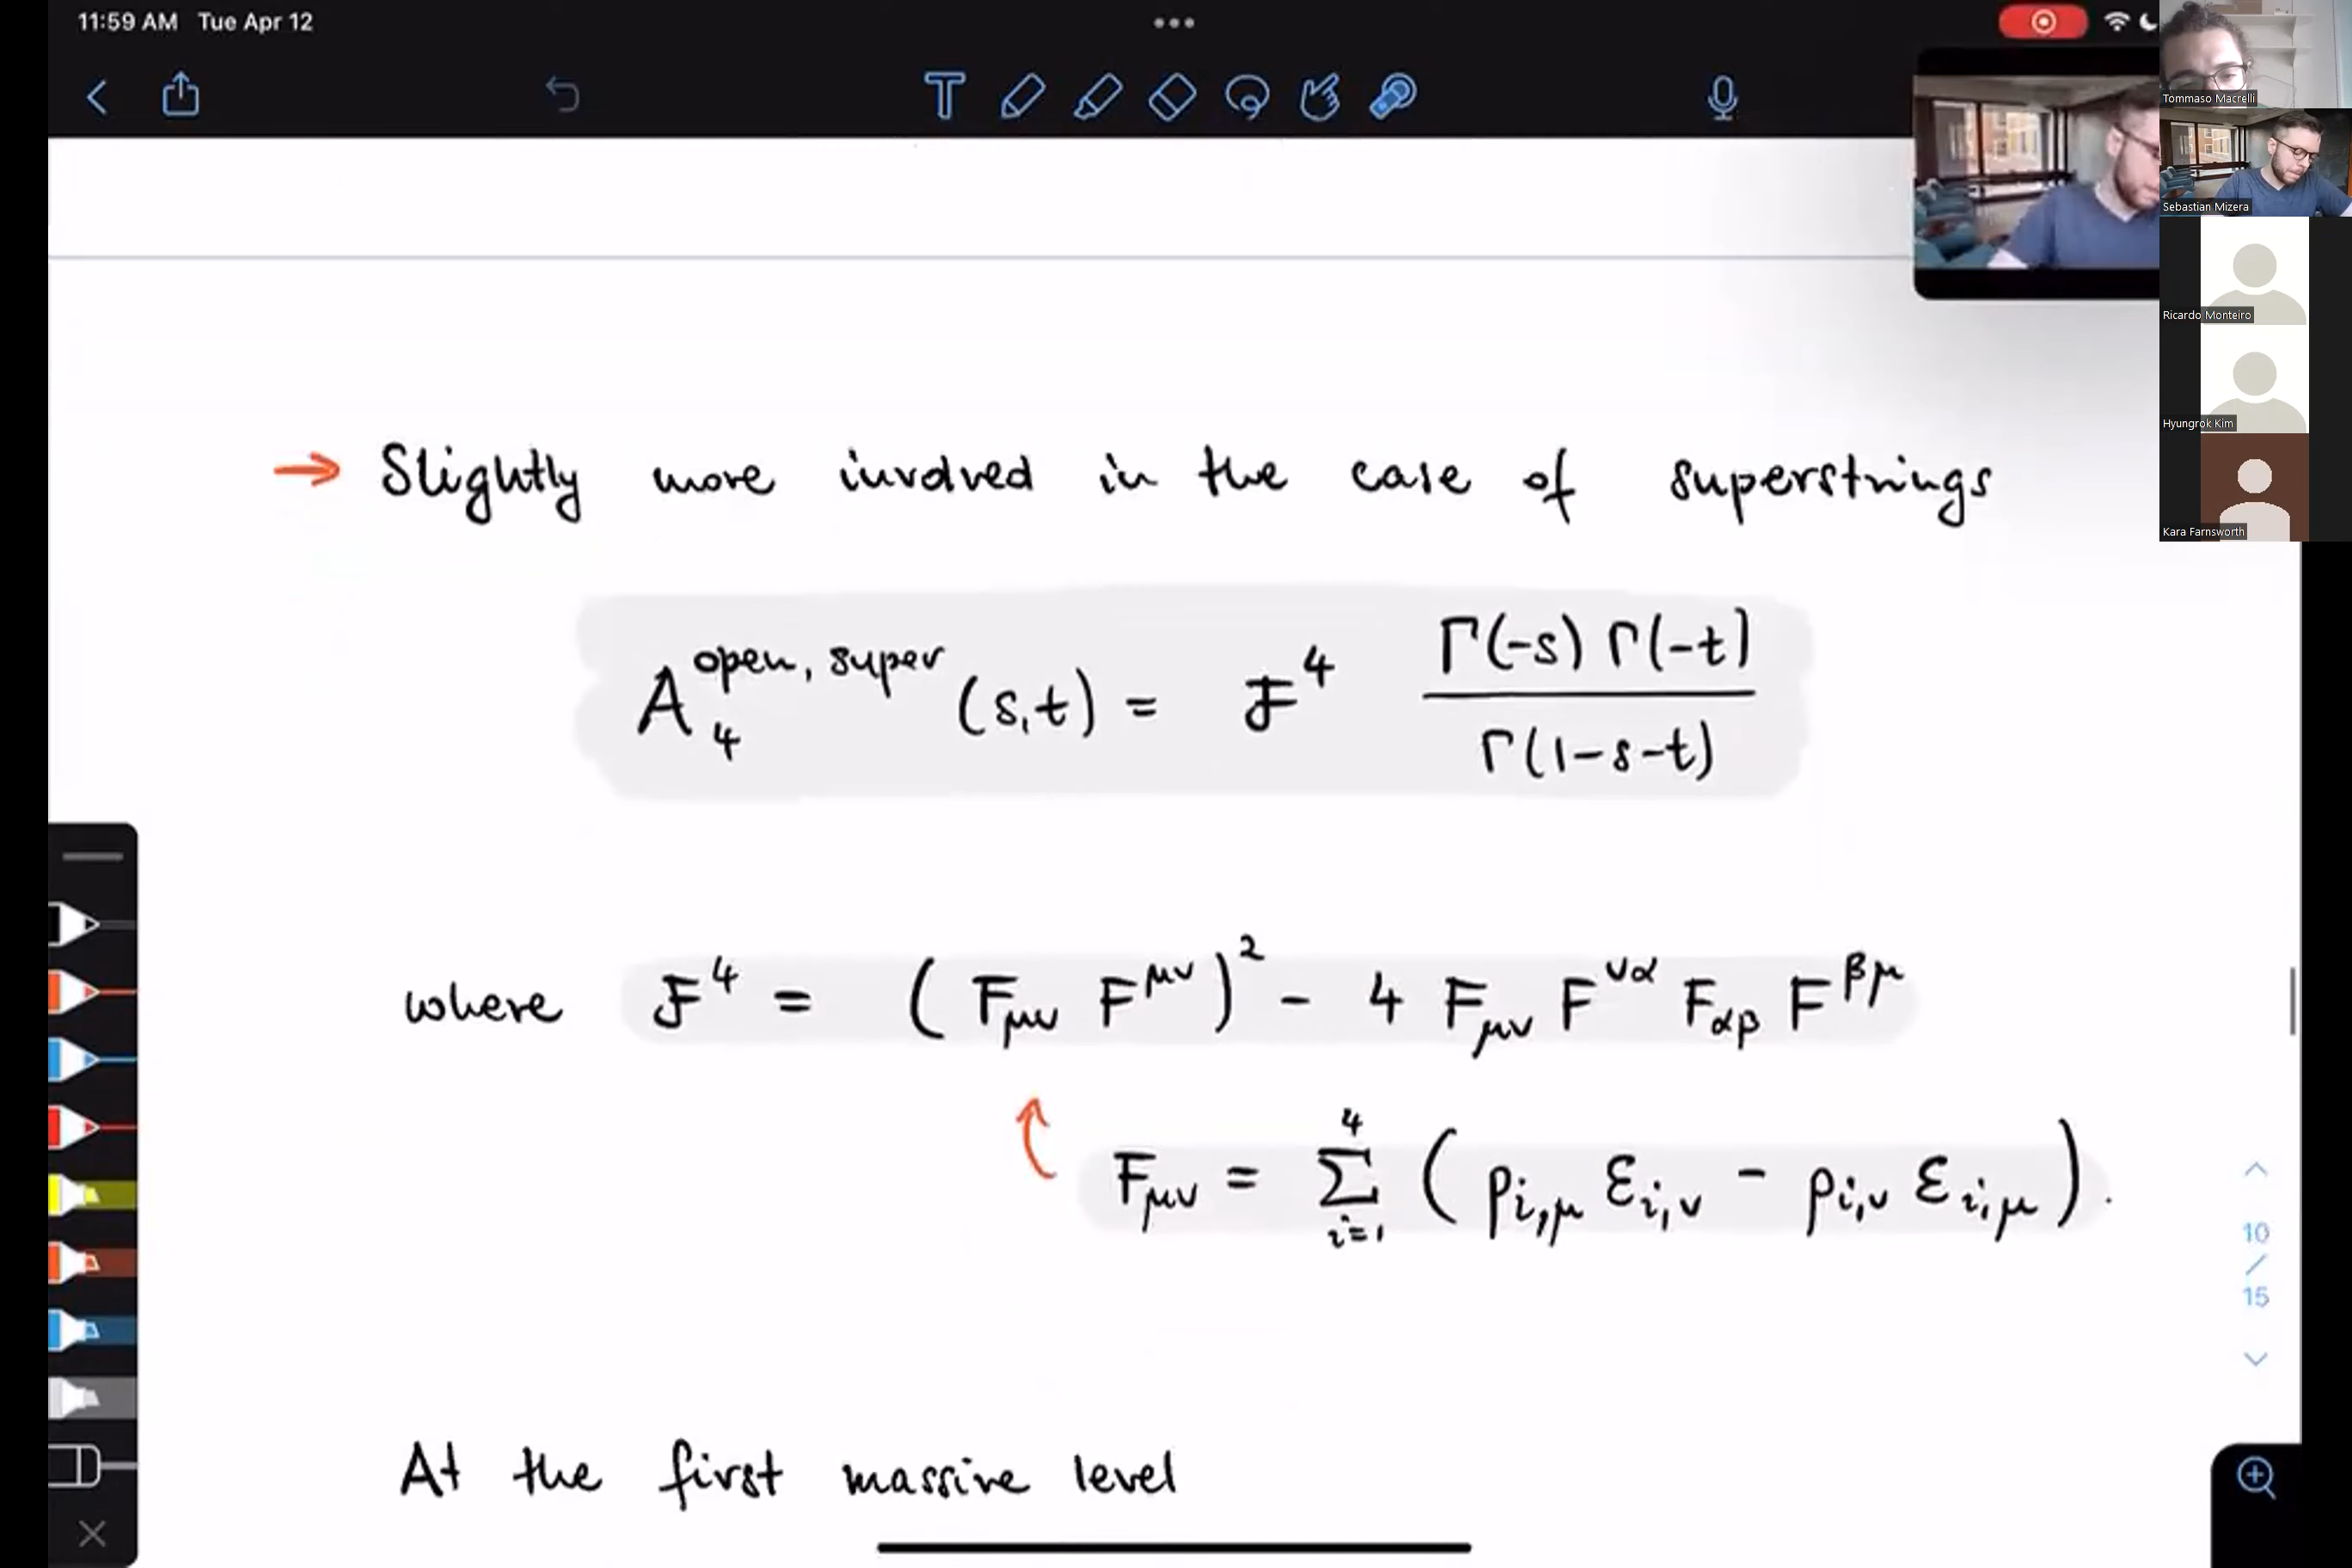 11:59 AM Tue Apr 12
Tommaso Macrelli
Sebastian Mizera
Ricardo Monteiro
Hyungrok Kim
Kara Farnsworth
→ Slightly more involved in the case of superstrings
A_4^{open, super} (s,t) = 𝓕^4 \frac{Γ(-s) Γ(-t)}{Γ(1-s-t)}
where 𝓕^4 = (F_{μν} F^{μν})^2 - 4 F_{μν} F^{να} F_{αβ} F^{βμ}
F_{μν} = \sum_{i=1}^{4} (p_{i,μ} ε_{i,ν} - p_{i,ν} ε_{i,μ}).
10
/
15
At the first massive level